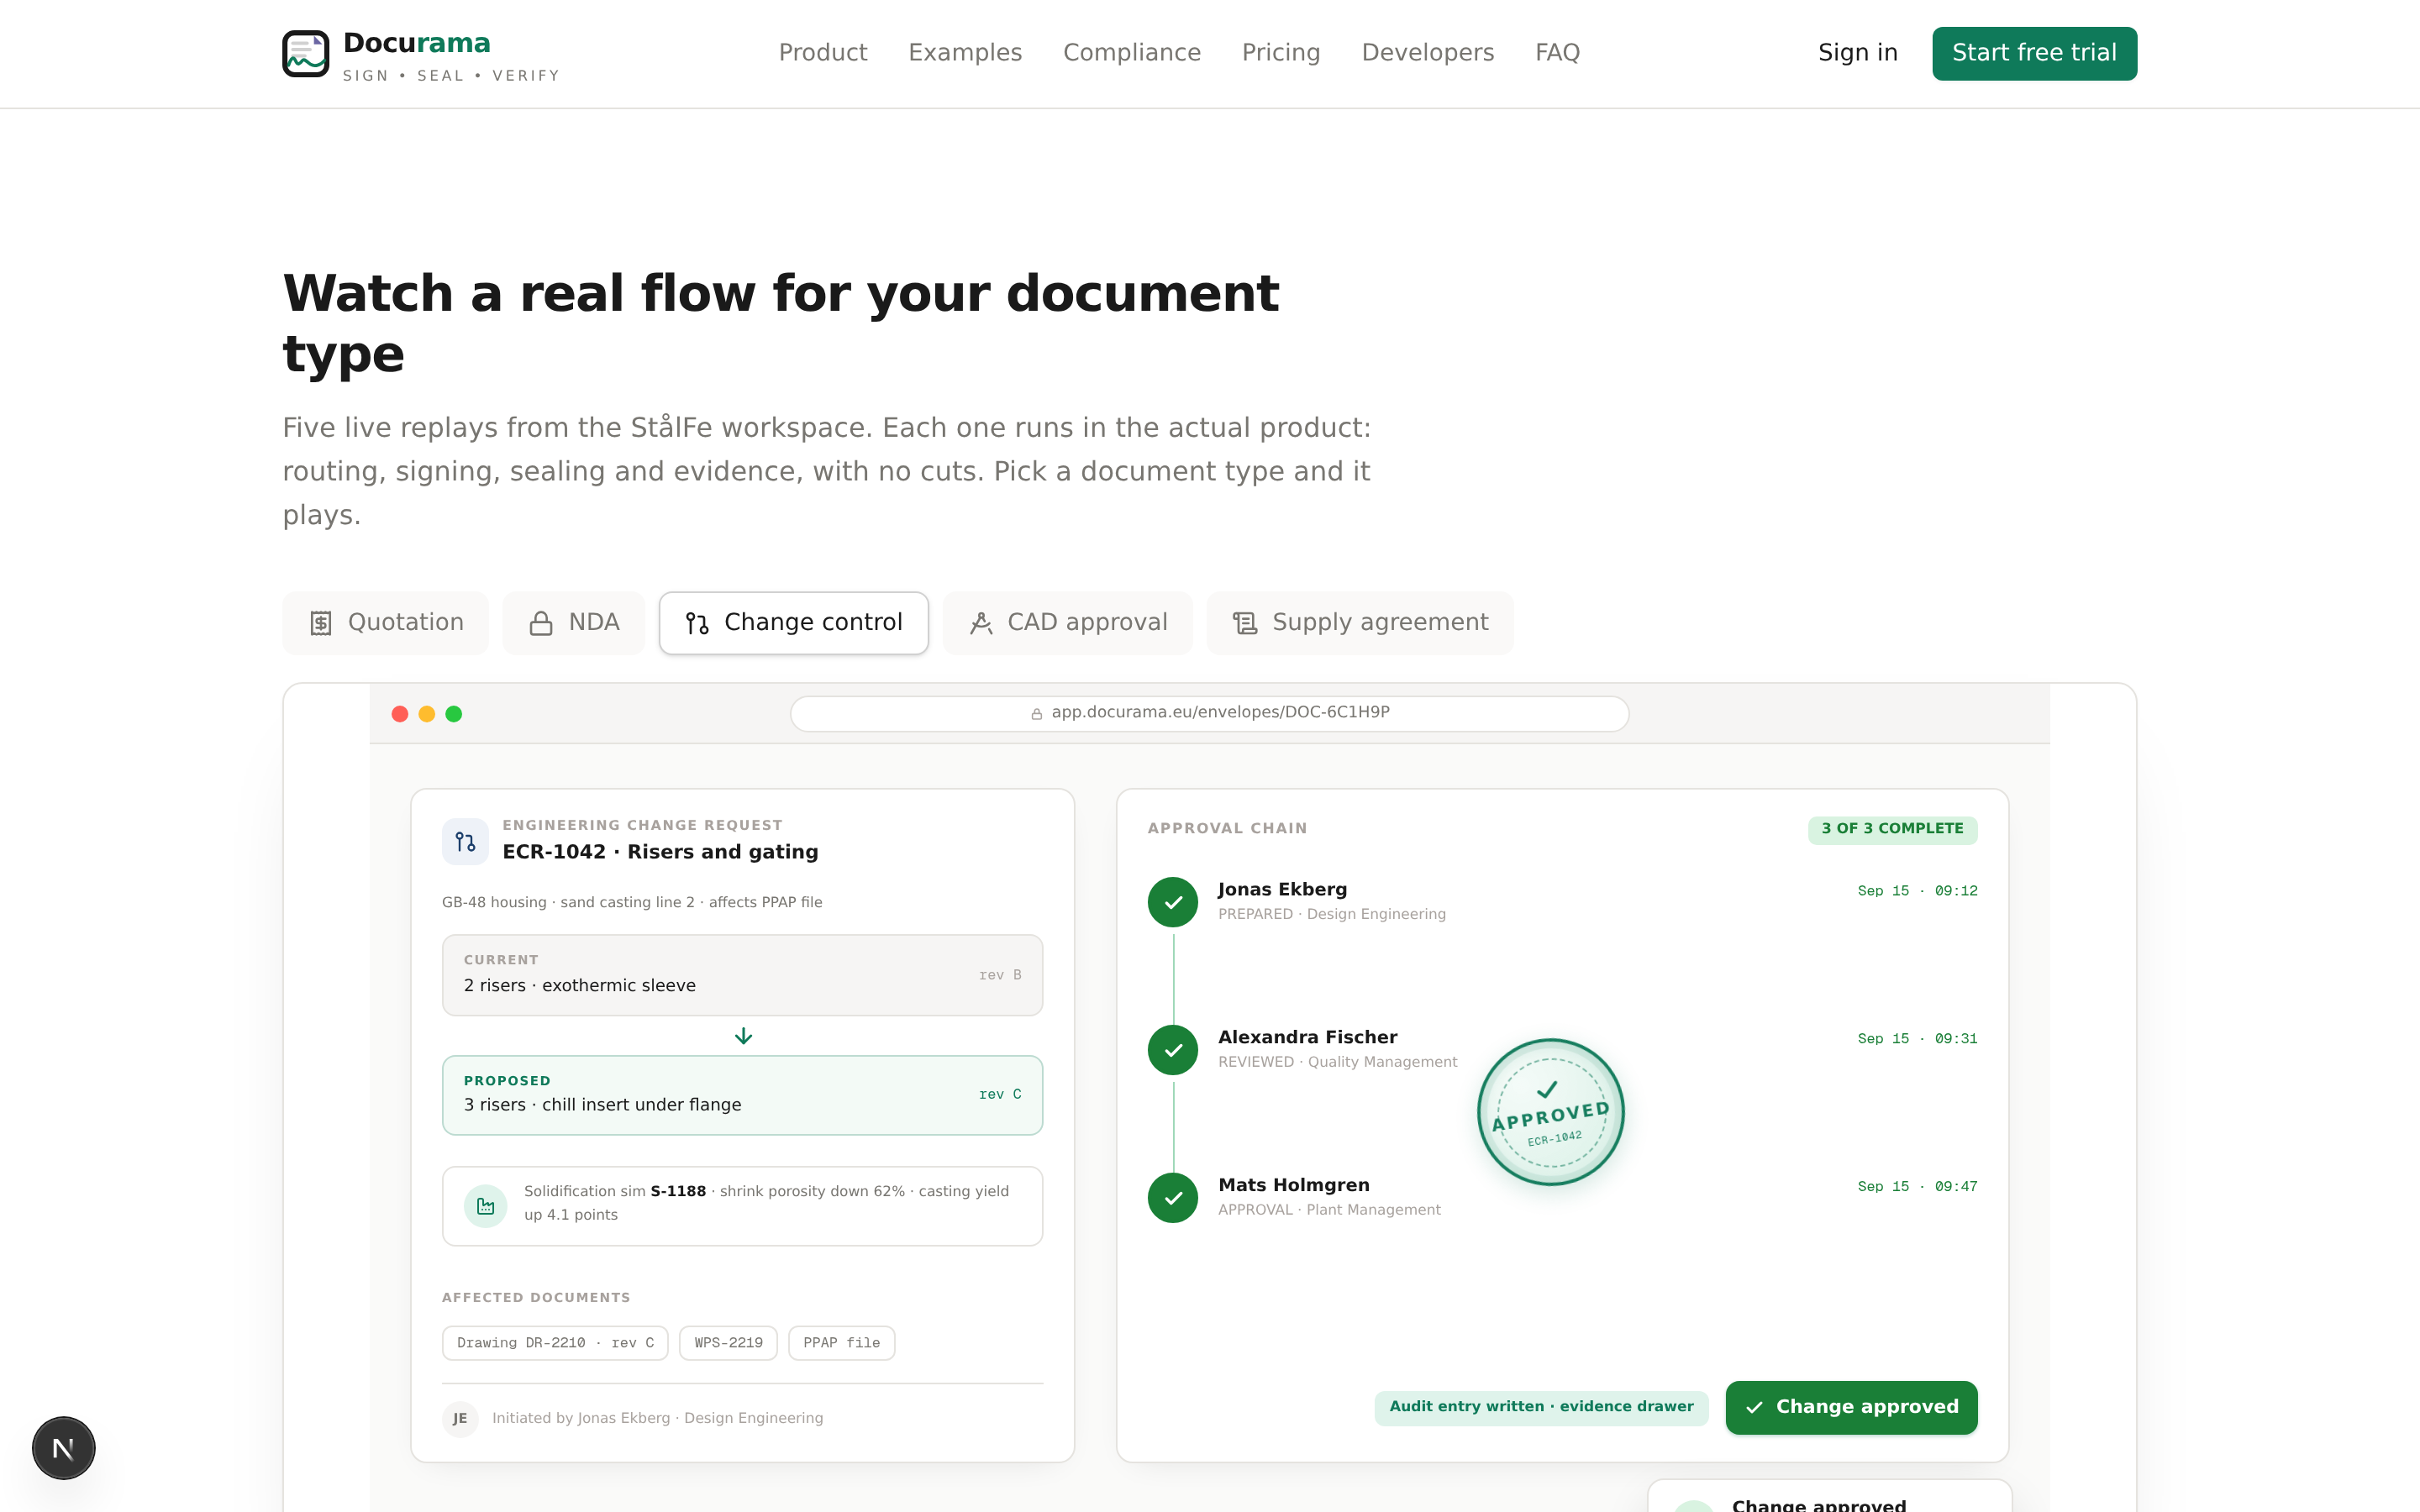 Docurama
SIGN • SEAL • VERIFY
Product
Examples
Compliance
Pricing
Developers
FAQ
Sign in
Start free trial
Watch a real flow for your document
type
Five live replays from the StålFe workspace. Each one runs in the actual product:
routing, signing, sealing and evidence, with no cuts. Pick a document type and it
plays.
Quotation
NDA
Change control
CAD approval
Supply agreement
app.docurama.eu/envelopes/DOC-6C1H9P
ENGINEERING CHANGE REQUEST
ECR-1042 · Risers and gating
GB-48 housing · sand casting line 2 · affects PPAP file
CURRENT
2 risers · exothermic sleeve
rev B
PROPOSED
3 risers · chill insert under flange
rev C
Solidification sim S-1188 · shrink porosity down 62% · casting yield
up 4.1 points
AFFECTED DOCUMENTS
Drawing DR-2210 · rev C
WPS-2219
PPAP file
JE
Initiated by Jonas Ekberg · Design Engineering
APPROVAL CHAIN
3 OF 3 COMPLETE
Jonas Ekberg
Sep 15 · 09:12
PREPARED · Design Engineering
Alexandra Fischer
Sep 15 · 09:31
REVIEWED · Quality Management
APPROVED
ECR-1042
Mats Holmgren
Sep 15 · 09:47
APPROVAL · Plant Management
Audit entry written · evidence drawer
Change approved
Change approved
N